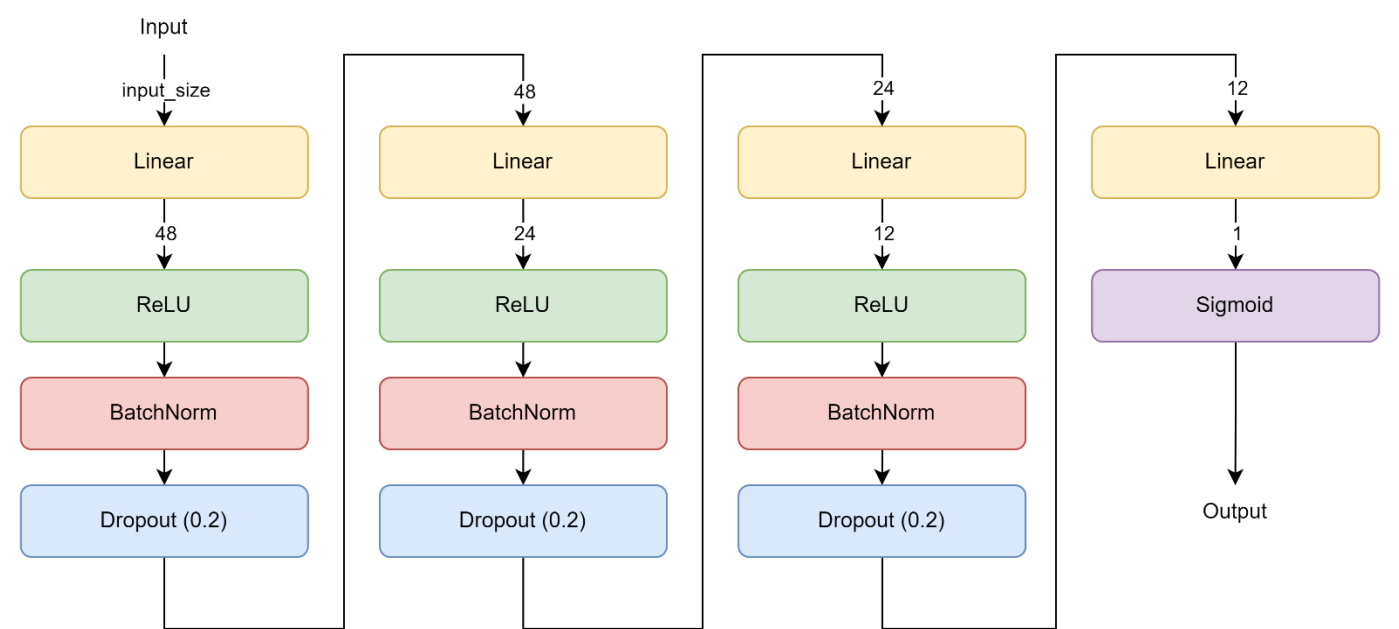 Input
input_size
Linear
48
ReLU
BatchNorm
Dropout (0.2)
48
Linear
24
ReLU
BatchNorm
Dropout (0.2)
24
Linear
12
ReLU
BatchNorm
Dropout (0.2)
12
Linear
1
Sigmoid
Output